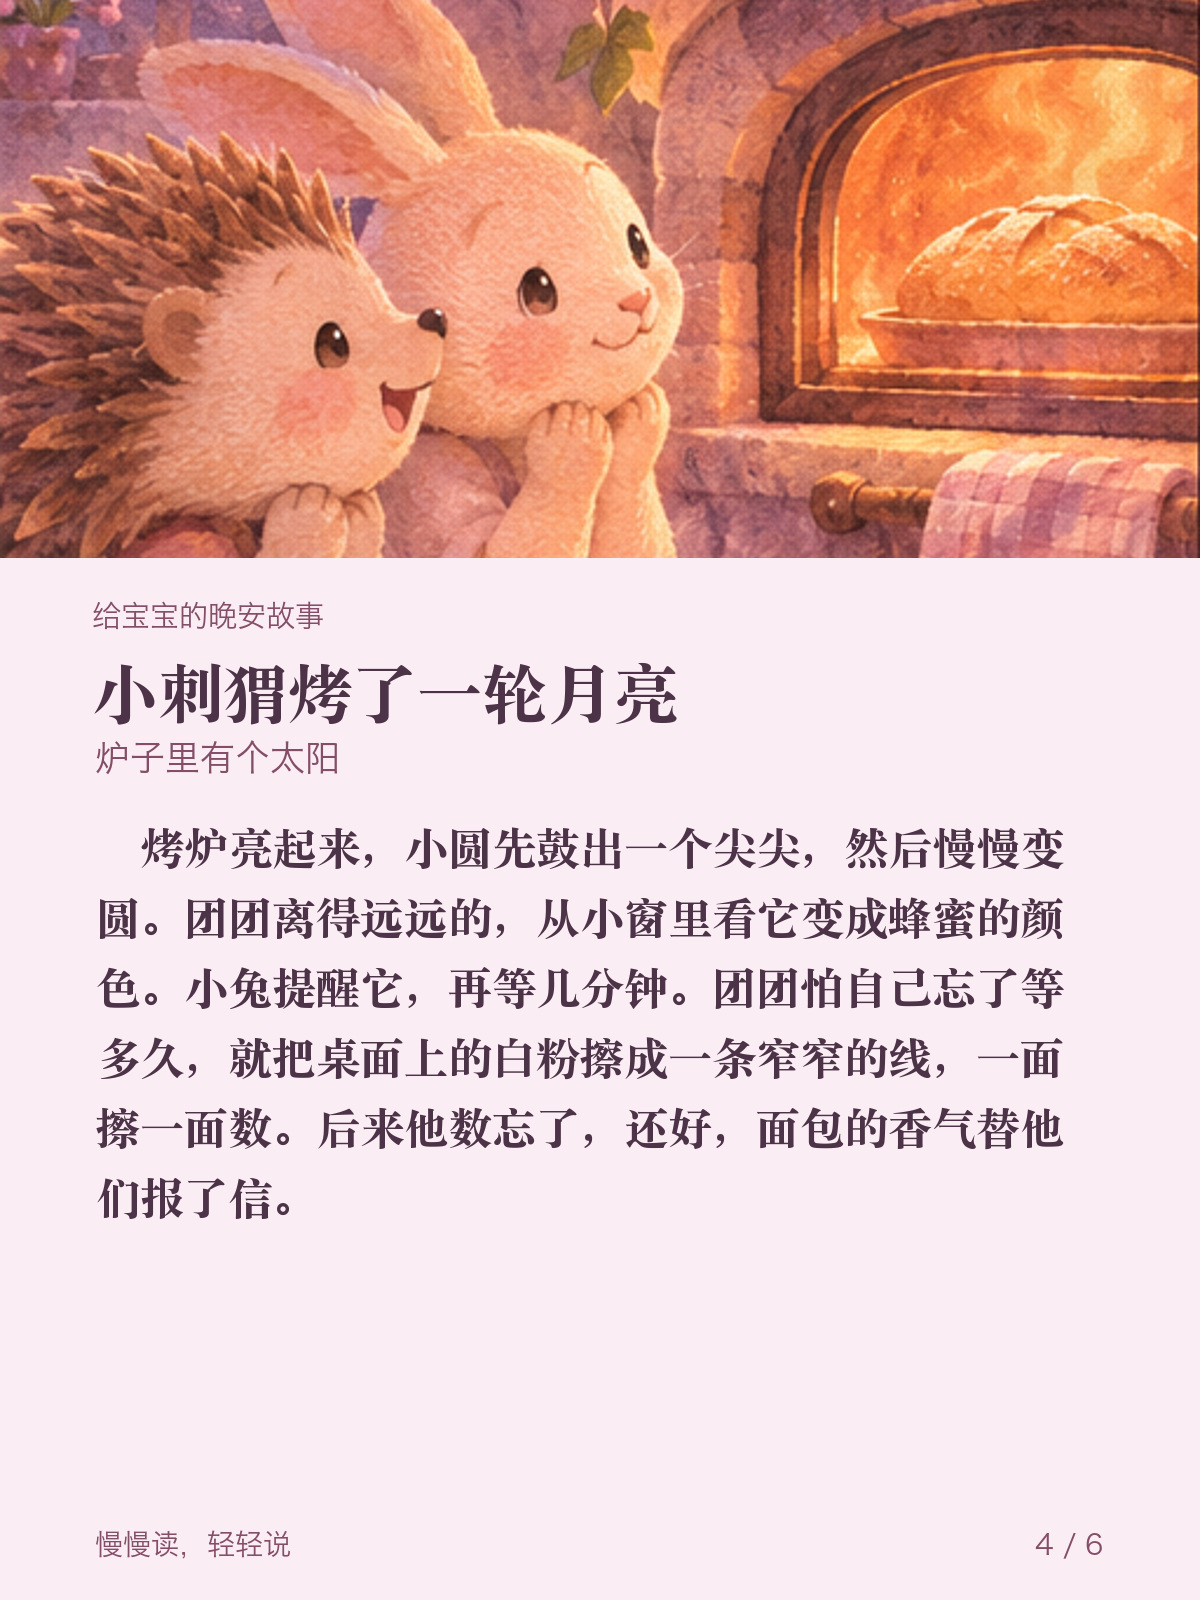 给宝宝的晚安故事
小刺猬烤了一轮月亮
炉子里有个太阳
烤炉亮起来，小圆先鼓出一个尖尖，然后慢慢变
圆。团团离得远远的，从小窗里看它变成蜂蜜的颜
色。小兔提醒它，再等几分钟。团团怕自己忘了等
多久，就把桌面上的白粉擦成一条窄窄的线，一面
擦一面数。后来他数忘了，还好，面包的香气替他
们报了信。
慢慢读，轻轻说
4 / 6